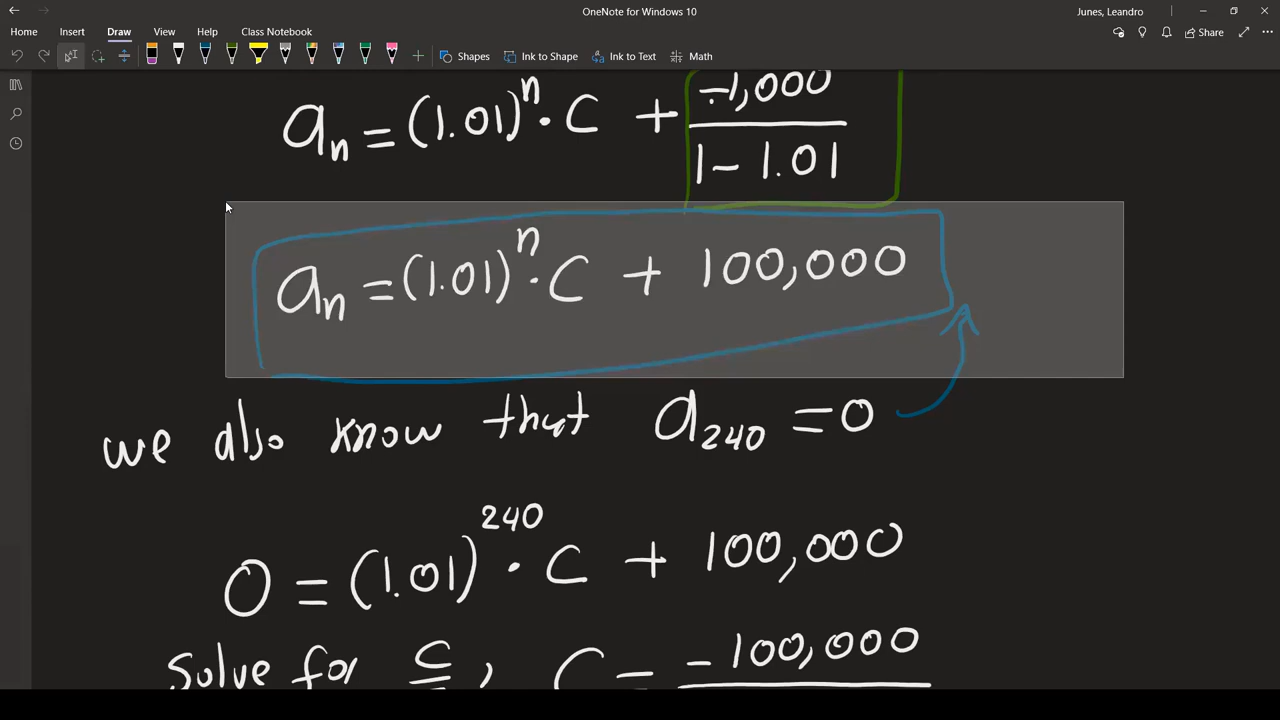 OneNote for Windows 10
Junes, Leandro
Home Insert Draw View Help Class Notebook
Share
Shapes Ink to Shape Ink to Text Math
aₙ = (1.01)ⁿ · C + -1,000 / 1 - 1.01
aₙ = (1.01)ⁿ · C + 100,000
we also know that a₂₄₀ = 0
0 = (1.01)²⁴⁰ · C + 100,000
Solve for C, C = - 100,000